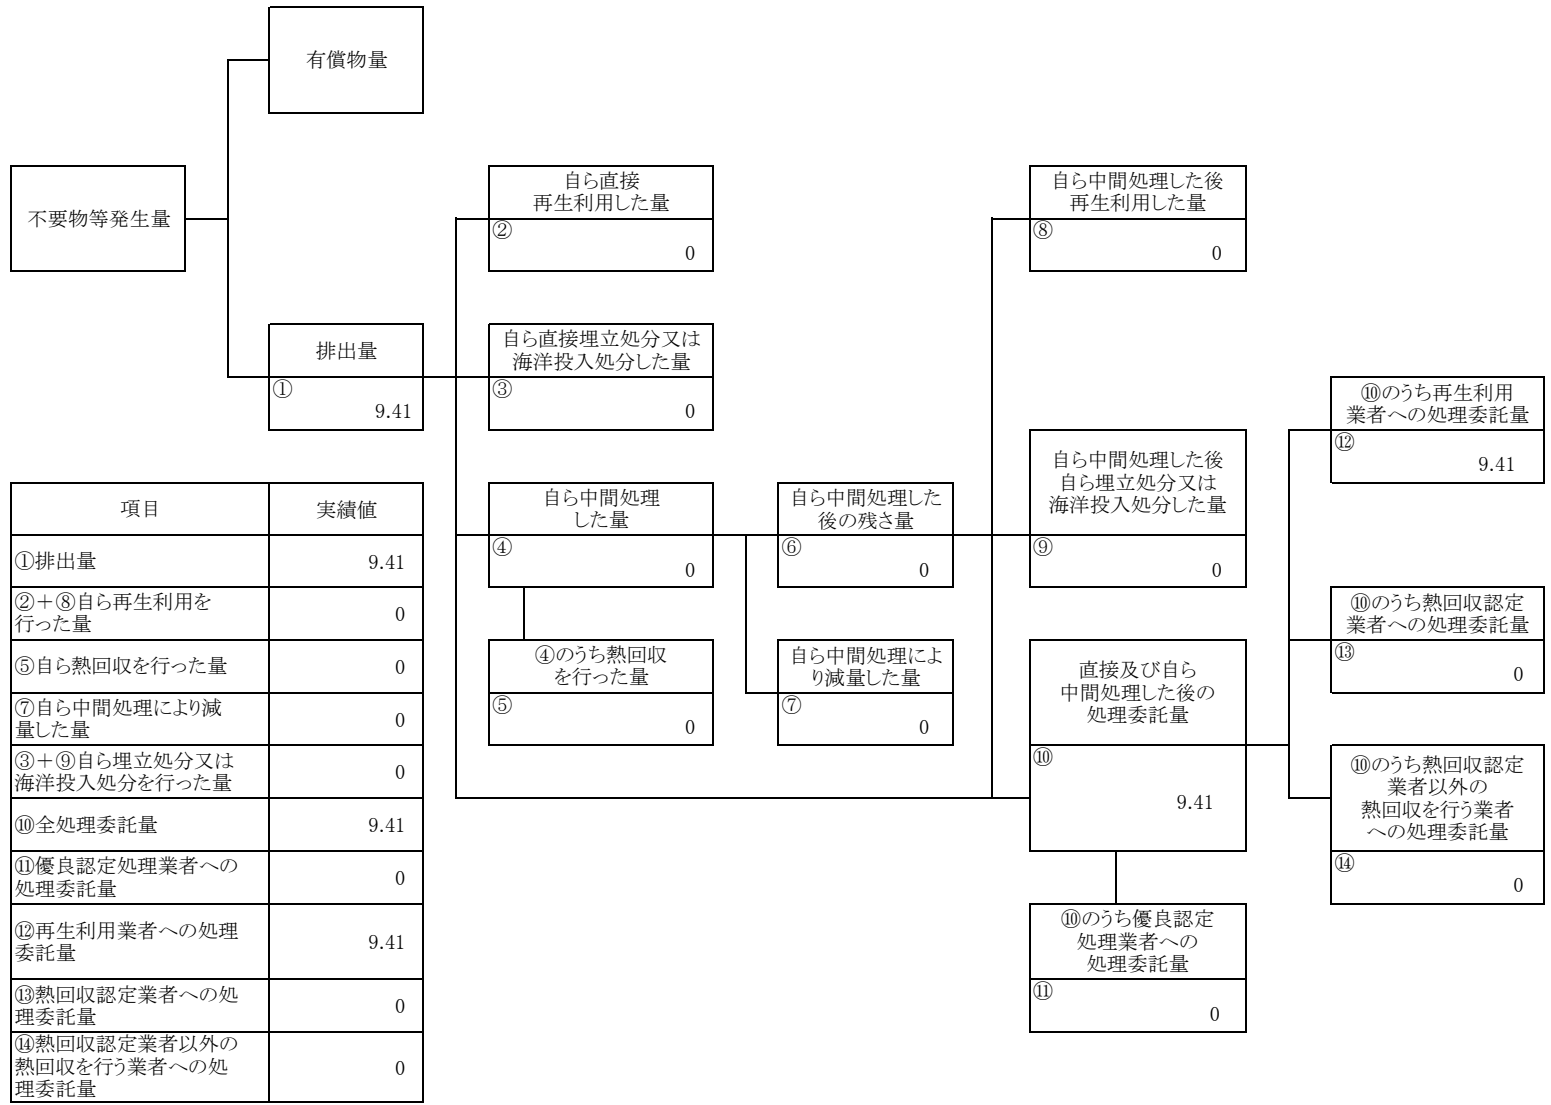 有償物量
不要物等発生量
自ら直接
再生利用した量
②
0
自ら中間処理した後
再生利用した量
⑧
0
排出量
①
9.41
自ら直接埋立処分又は
海洋投入処分した量
③
0
⑩のうち再生利用
業者への処理委託量
⑫
9.41
自ら中間処理した後
自ら埋立処分又は
海洋投入処分した量
⑨
0
自ら中間処理
した量
④
0
自ら中間処理した
後の残さ量
⑥
0
④のうち熱回収
を行った量
⑤
0
自ら中間処理によ
り減量した量
⑦
0
直接及び自ら
中間処理した後の
処理委託量
⑩
9.41
⑩のうち熱回収認定
業者への処理委託量
⑬
0
⑩のうち熱回収認定
業者以外の
熱回収を行う業者
への処理委託量
⑭
0
⑩のうち優良認定
処理業者への
処理委託量
⑪
0
項目 実績値
①排出量 9.41
②＋⑧自ら再生利用を
行った量
0
⑤自ら熱回収を行った量 0
⑦自ら中間処理により減
量した量
0
③＋⑨自ら埋立処分又は
海洋投入処分を行った量
0
⑩全処理委託量 9.41
⑪優良認定処理業者への
処理委託量
0
⑫再生利用業者への処理
委託量
9.41
⑬熱回収認定業者への処
理委託量
0
⑭熱回収認定業者以外の
熱回収を行う業者への処
理委託量
0